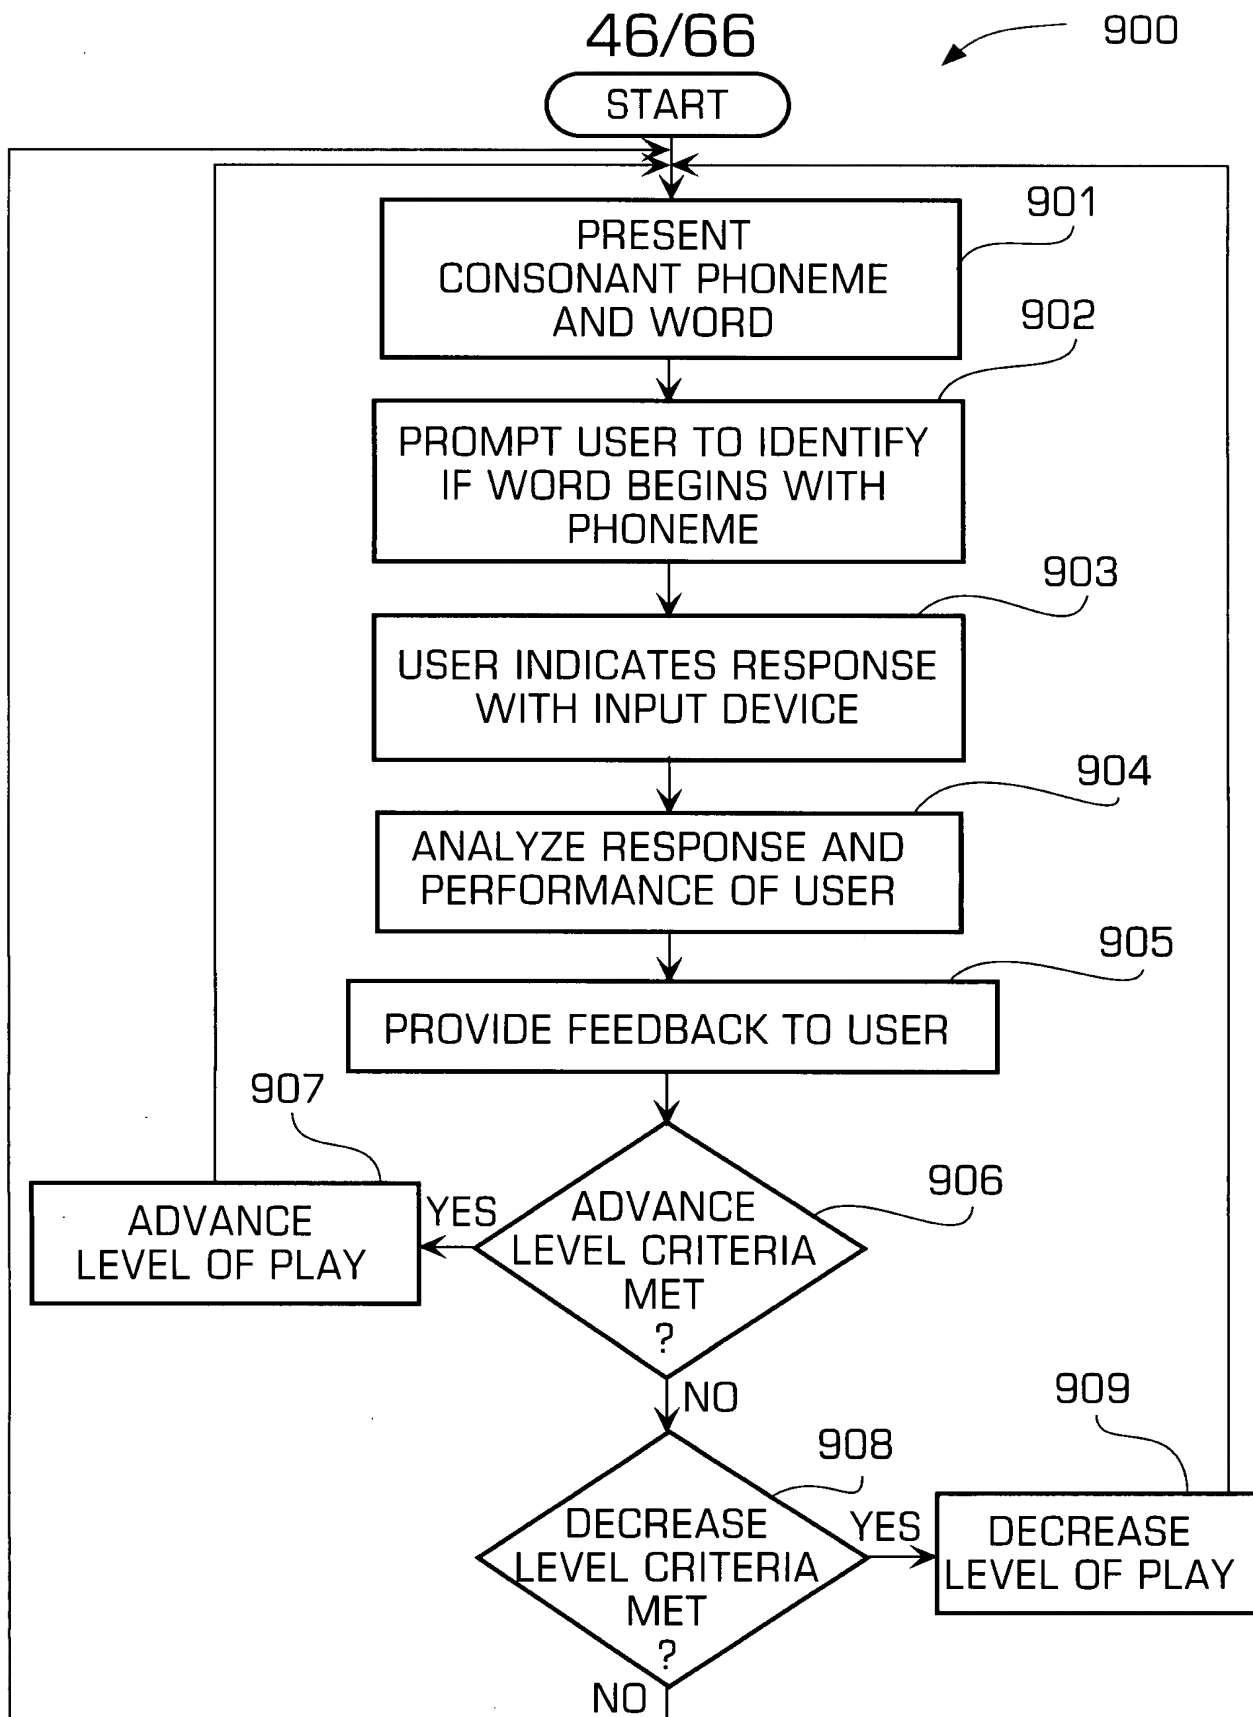 46/66
900
START
901
PRESENT
CONSONANT PHONEME
AND WORD
902
PROMPT USER TO IDENTIFY
IF WORD BEGINS WITH
PHONEME
903
USER INDICATES RESPONSE
WITH INPUT DEVICE
904
ANALYZE RESPONSE AND
PERFORMANCE OF USER
905
PROVIDE FEEDBACK TO USER
907
906
ADVANCE
LEVEL OF PLAY
YES
ADVANCE
LEVEL CRITERIA
MET
?
NO
909
908
DECREASE
LEVEL CRITERIA
MET
?
YES
DECREASE
LEVEL OF PLAY
NO